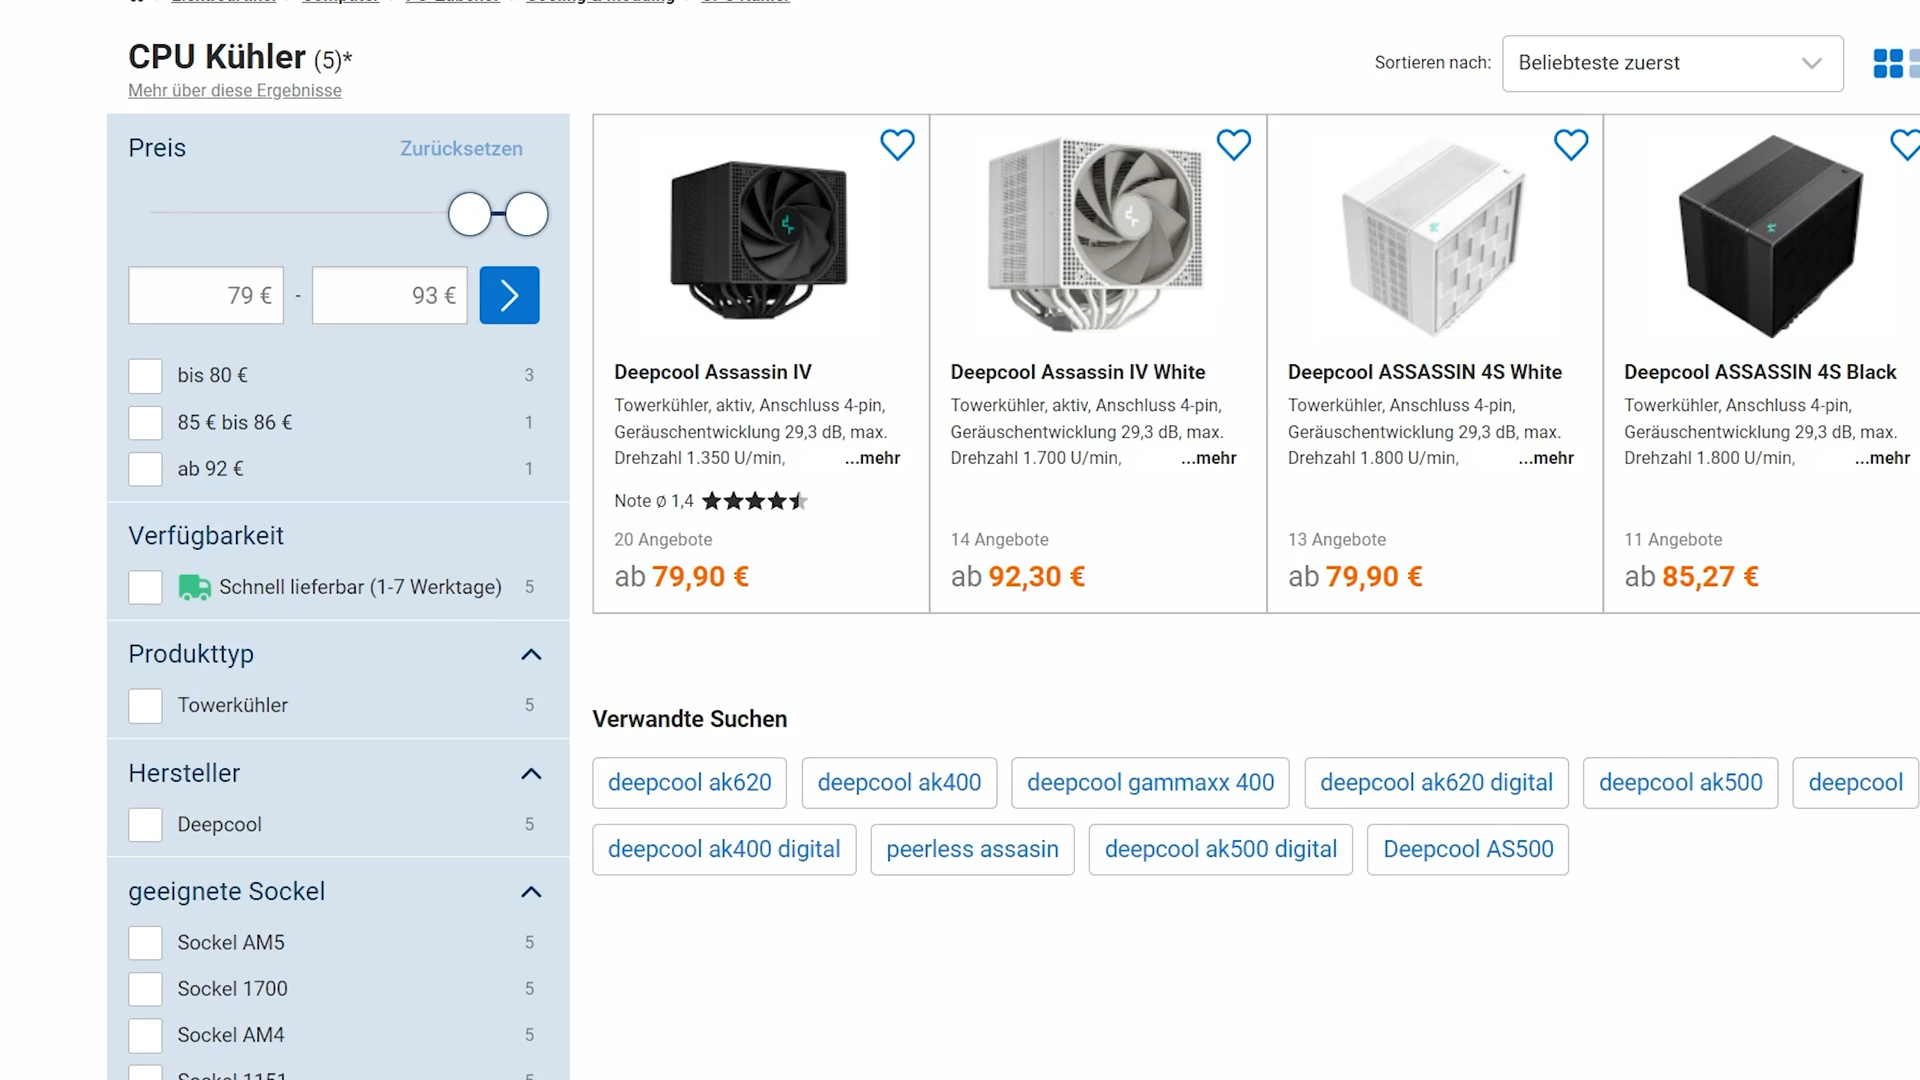 CPU Kühler (5)*
Mehr über diese Ergebnisse
Sortieren nach:
Beliebteste zuerst
Preis
Zurücksetzen
79 € - 93 €
bis 80 € 3
85 € bis 86 € 1
ab 92 € 1
Verfügbarkeit
Schnell lieferbar (1-7 Werktage) 5
Produkttyp
Towerkühler 5
Hersteller
Deepcool 5
geeignete Sockel
Sockel AM5 5
Sockel 1700 5
Sockel AM4 5
Deepcool Assassin IV
Towerkühler, aktiv, Anschluss 4-pin,
Geräuschentwicklung 29,3 dB, max.
Drehzahl 1.350 U/min, ...mehr
Note ø 1,4
20 Angebote
ab 79,90 €
Deepcool Assassin IV White
Towerkühler, aktiv, Anschluss 4-pin,
Geräuschentwicklung 29,3 dB, max.
Drehzahl 1.700 U/min, ...mehr
14 Angebote
ab 92,30 €
Deepcool ASSASSIN 4S White
Towerkühler, Anschluss 4-pin,
Geräuschentwicklung 29,3 dB, max.
Drehzahl 1.800 U/min, ...mehr
13 Angebote
ab 79,90 €
Deepcool ASSASSIN 4S Black
Towerkühler, Anschluss 4-pin,
Geräuschentwicklung 29,3 dB, max.
Drehzahl 1.800 U/min, ...mehr
11 Angebote
ab 85,27 €
Verwandte Suchen
deepcool ak620 deepcool ak400 deepcool gammaxx 400 deepcool ak620 digital deepcool ak500 deepcool
deepcool ak400 digital peerless assasin deepcool ak500 digital Deepcool AS500